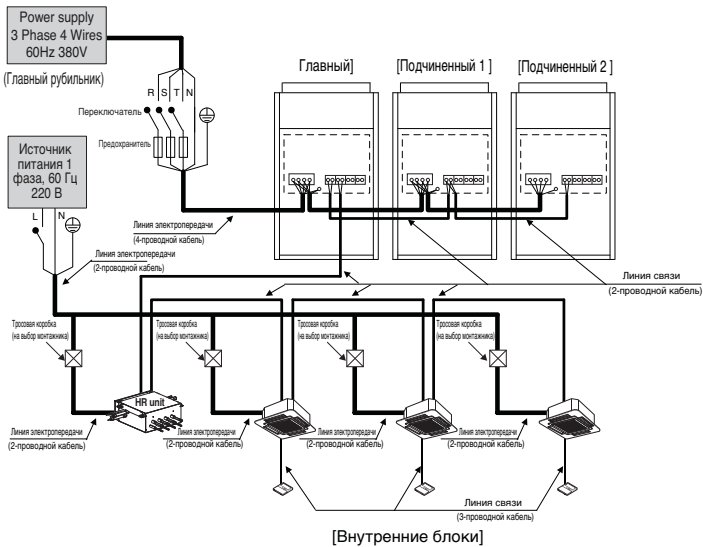 Power supply
3 Phase 4 Wires
60Hz 380V
(Главный рубильник)
R S T N
Переключатель
Предохранитель
Источник
питания 1
фаза, 60 Гц
220 В
L N
Главный]
[Подчиненный 1 ]
[Подчиненный 2 ]
Линия электропередачи
(4-проводной кабель)
Линия электропередачи
(2-проводной кабель)
Линия связи
(2-проводной кабель)
Тросовая коробка
(на выбор монтажника)
Тросовая коробка
(на выбор монтажника)
Тросовая коробка
(на выбор монтажника)
Тросовая коробка
(на выбор монтажника)
HR unit
Линия электропередачи
(2-проводной кабель)
Линия электропередачи
(2-проводной кабель)
Линия электропередачи
(2-проводной кабель)
Линия электропередачи
(2-проводной кабель)
Линия связи
(3-проводной кабель)
[Внутренние блоки]